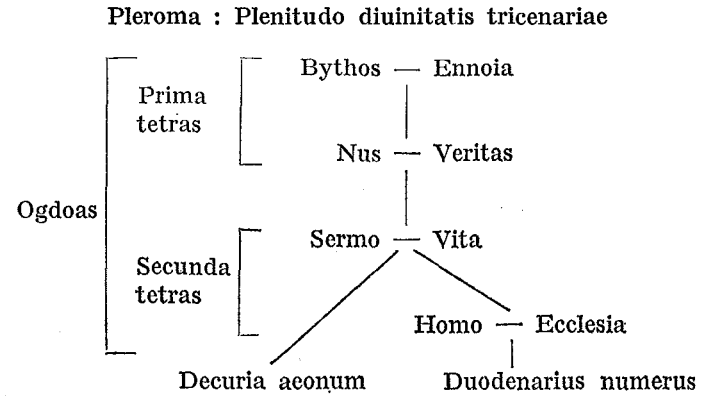 Pleroma : Plenitudo diuinitatis tricenariae
Bythos — Ennoia
Prima
tetras
Nus — Veritas
Ogdoas
Sermo — Vita
Secunda
tetras
Homo — Ecclesia
Decuria aeonum
Duodenarius numerus